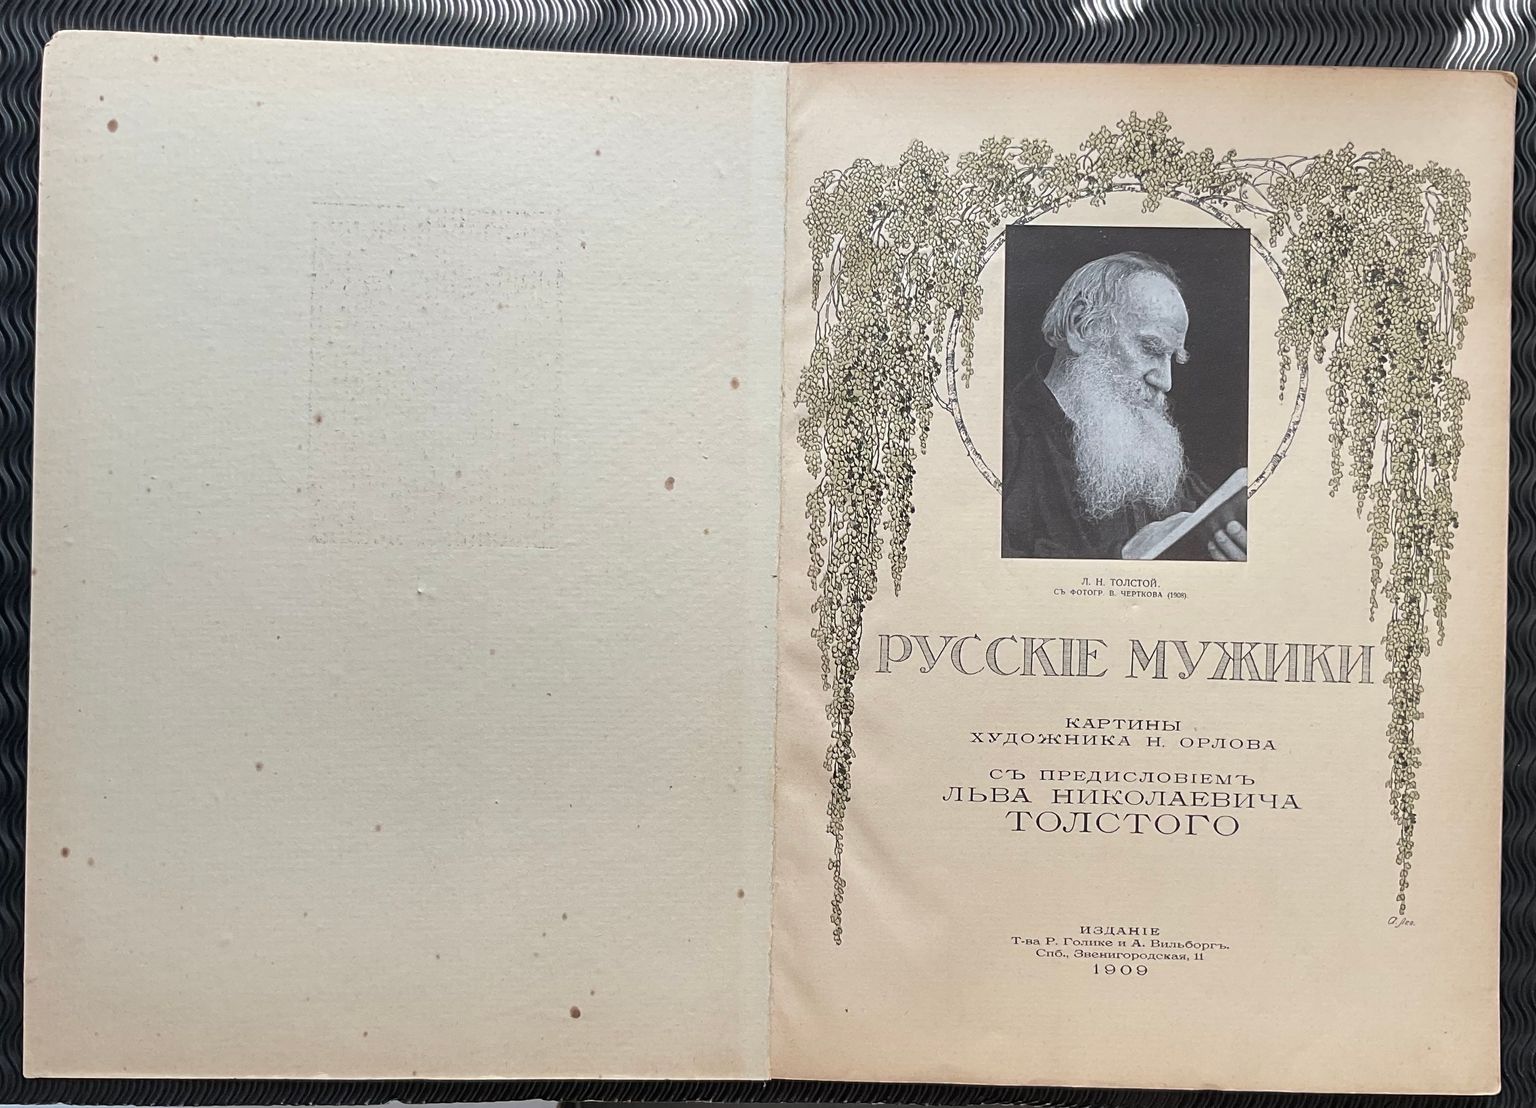 Л. Н. ТОЛСТОЙ.
СЪ ФОТОГР. В. ЧЕРТКОВА (1908).
РУССКІЕ МУЖИКИ
КАРТИНЫ
ХУДОЖНИКА Н. ОРЛОВА
СЪ ПРЕДИСЛОВІЕМЪ
ЛЬВА НИКОЛАЕВИЧА
ТОЛСТОГО
ИЗДАНІЕ
Т-ва Р. Голике и А. Вильборгъ.
Спб., Звенигородская, 11
1909